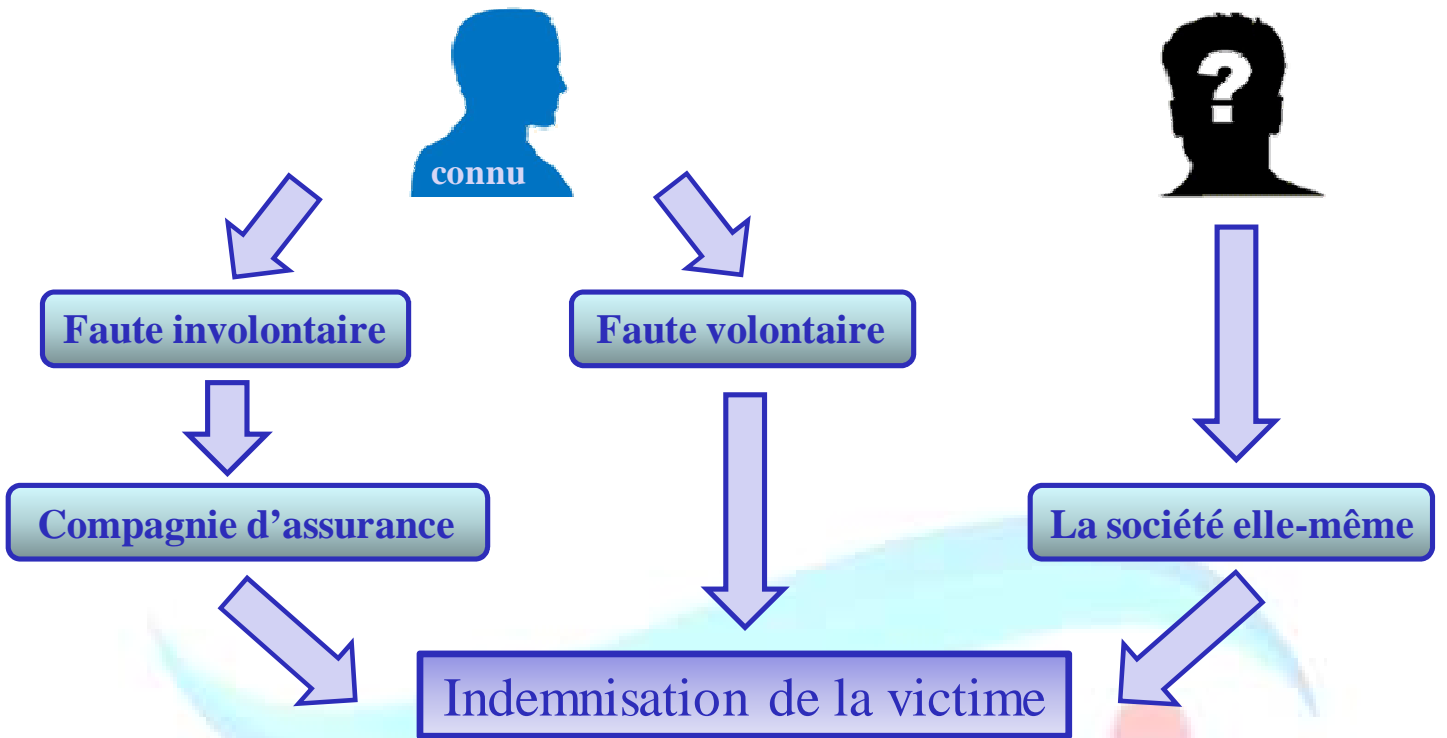 connu
?
Faute involontaire
Faute volontaire
Compagnie d’assurance
La société elle-même
Indemnisation de la victime